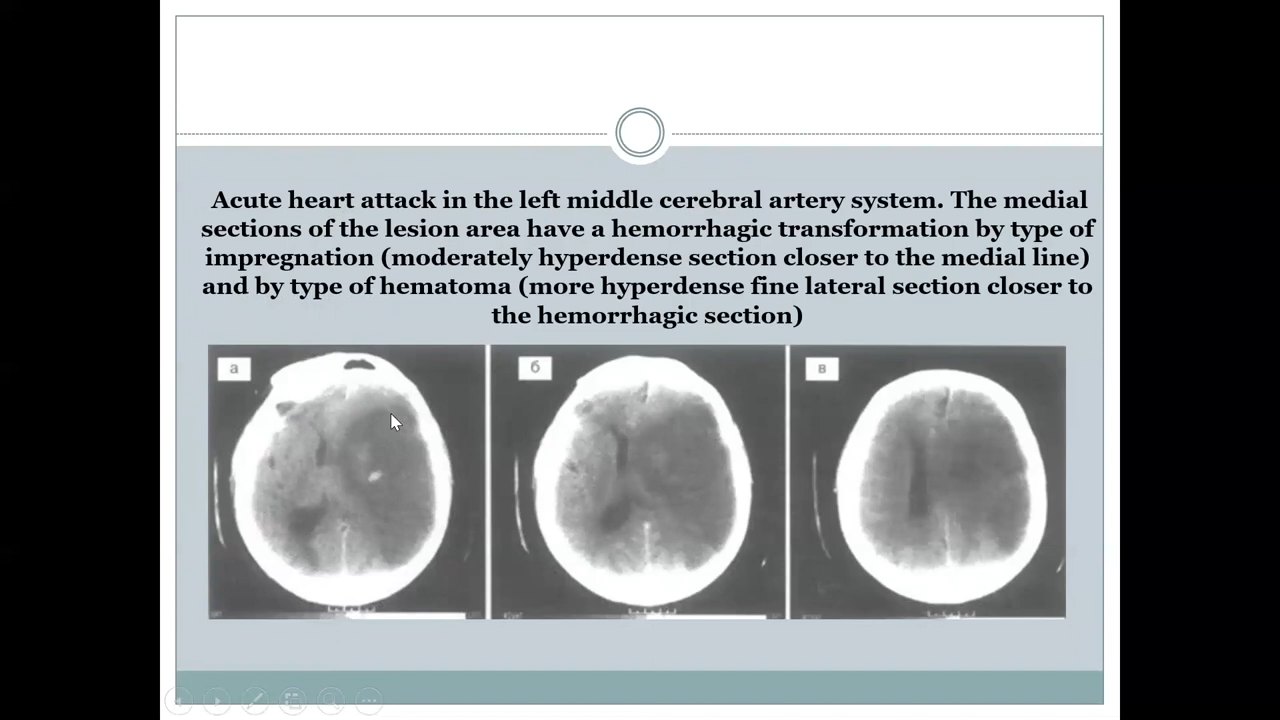 Acute heart attack in the left middle cerebral artery system. The medial
sections of the lesion area have a hemorrhagic transformation by type of
impregnation (moderately hyperdense section closer to the medial line)
and by type of hematoma (more hyperdense fine lateral section closer to
the hemorrhagic section)
а
б
в